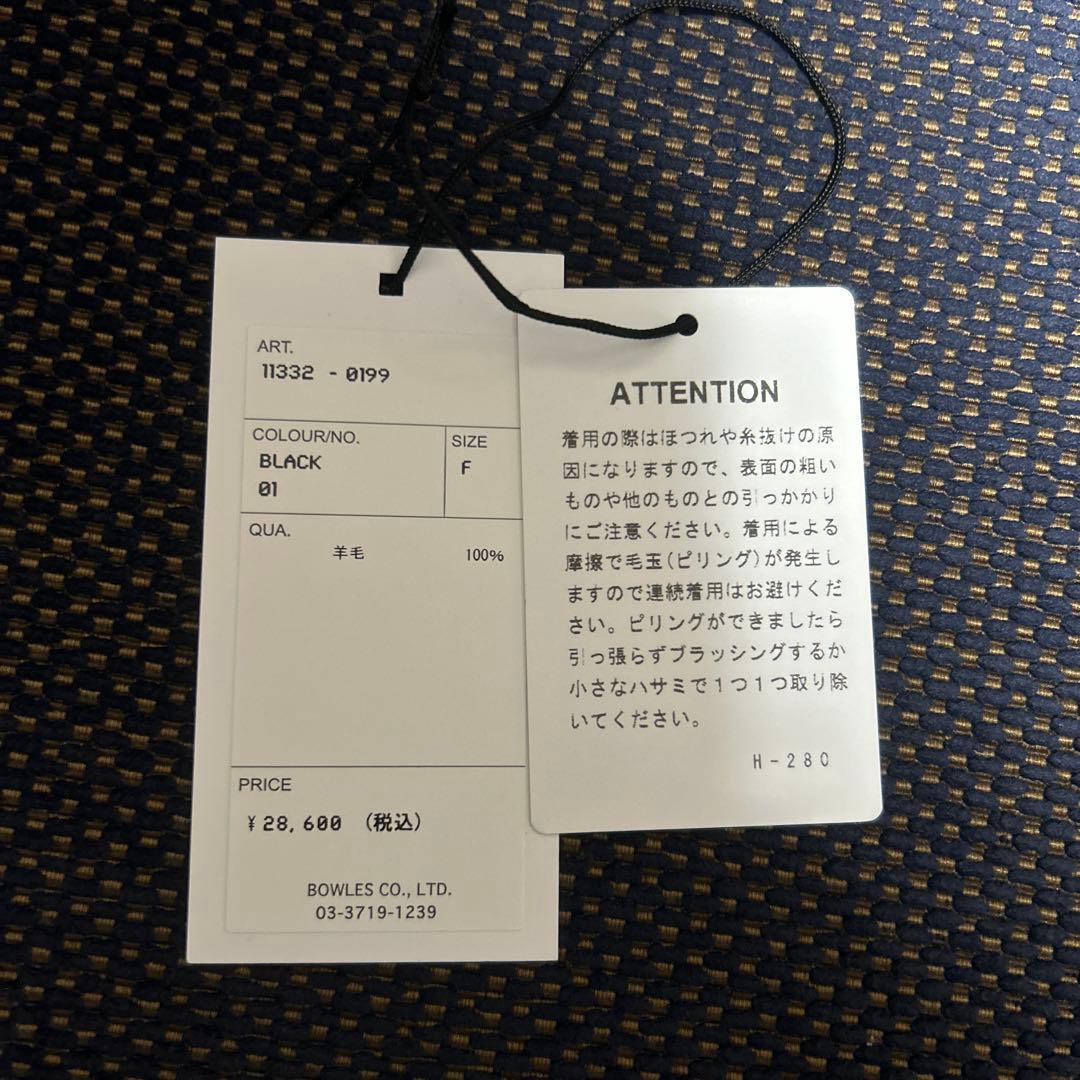 ART.
11332 - 0199
COLOUR/NO.
BLACK
01
SIZE
F
QUA.
羊毛 100%
PRICE
¥28,600 (税込)
BOWLES CO., LTD.
03-3719-1239
ATTENTION
着用の際はほつれや糸抜けの原
因になりますので、表面の粗い
ものや他のものとの引っかかり
にご注意ください。着用による
摩擦で毛玉(ピリング)が発生し
ますので連続着用はお避けくだ
さい。ピリングができましたら
引っ張らずブラッシングするか
小さなハサミで1つ1つ取り除
いてください。
H-280